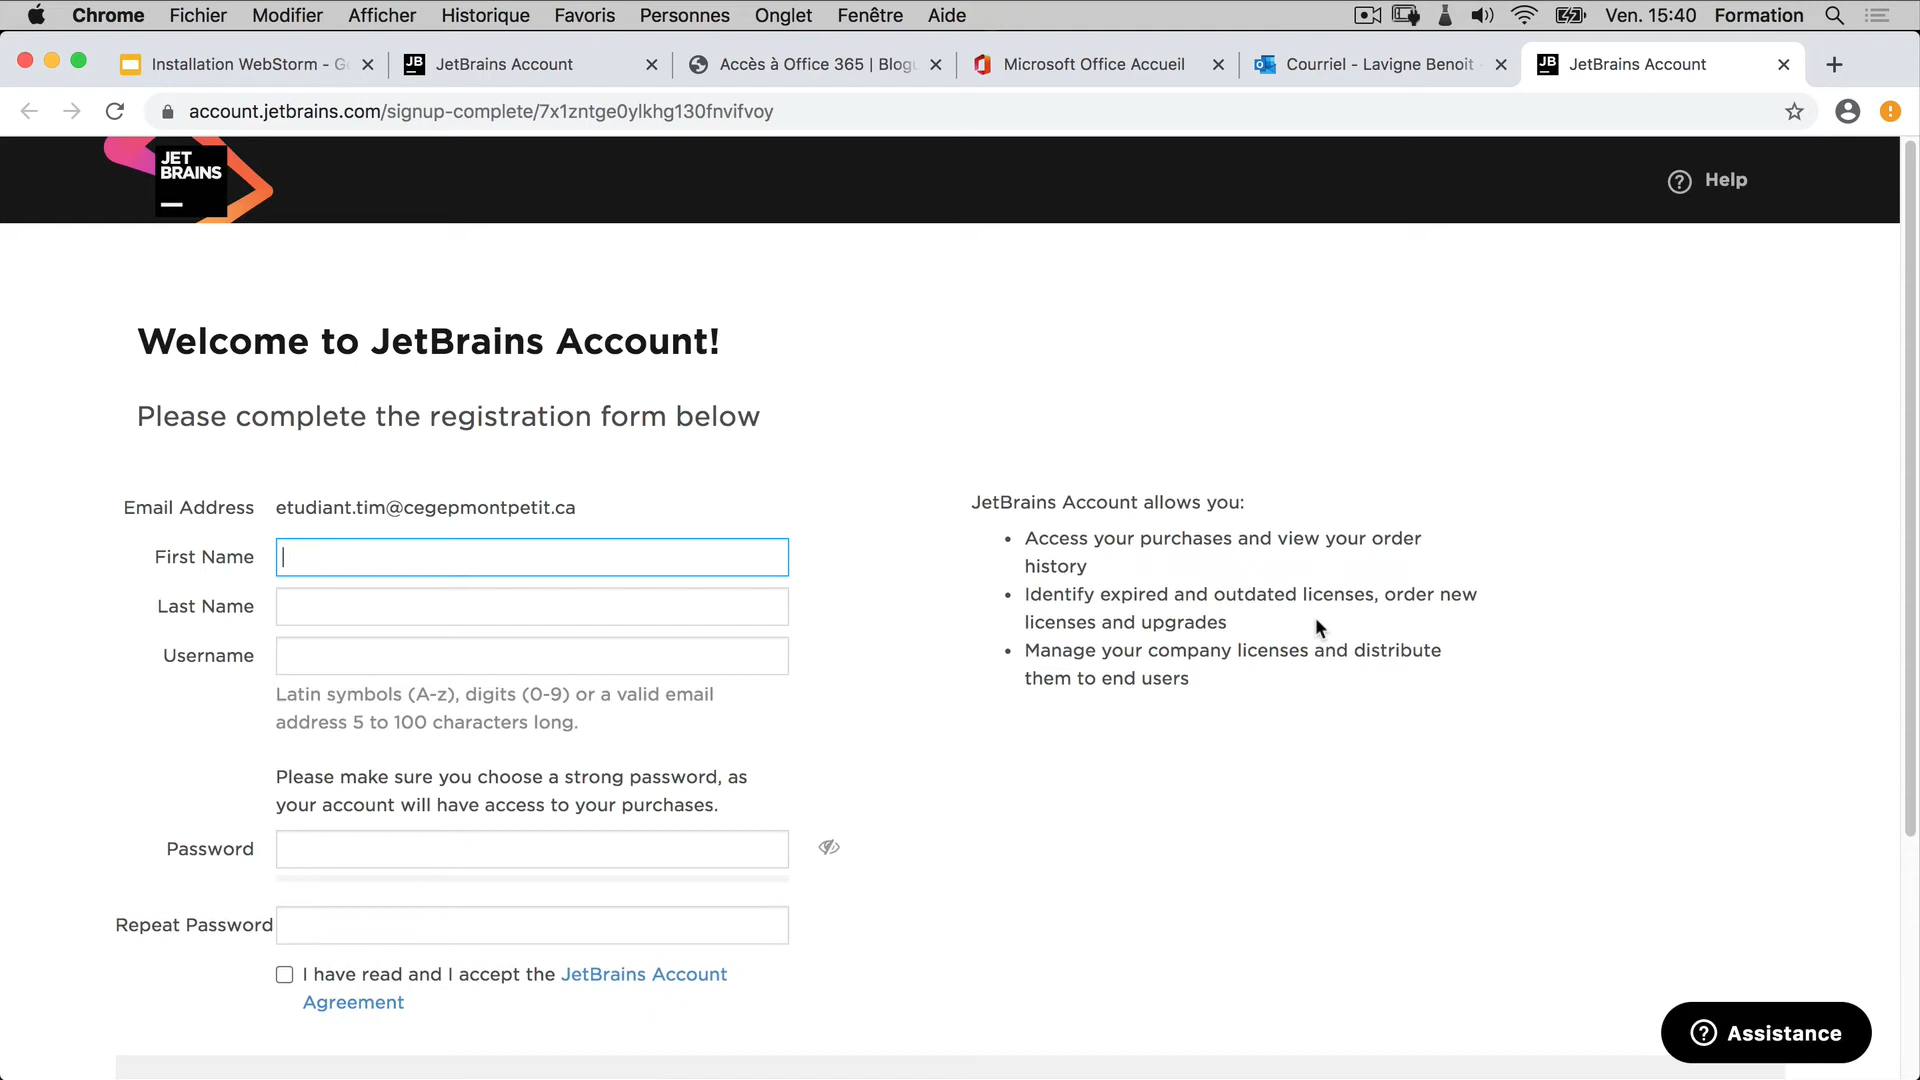 Chrome Fichier Modifier Afficher Historique Favoris Personnes Onglet Fenêtre Aide Ven. 15:40 Formation
Installation WebStorm - Go JB JetBrains Account Accès à Office 365 | Blogu Microsoft Office Accueil Courriel - Lavigne Benoit JB JetBrains Account
account.jetbrains.com/signup-complete/7x1zntge0ylkhg130fnvifvoy
JET
BRAINS
Help
Welcome to JetBrains Account!
Please complete the registration form below
Email Address etudiant.tim@cegepmontpetit.ca
First Name
Last Name
Username
Latin symbols (A-z), digits (0-9) or a valid email
address 5 to 100 characters long.
Please make sure you choose a strong password, as
your account will have access to your purchases.
Password
Repeat Password
I have read and I accept the JetBrains Account
Agreement
JetBrains Account allows you:
• Access your purchases and view your order
history
• Identify expired and outdated licenses, order new
licenses and upgrades
• Manage your company licenses and distribute
them to end users
Assistance